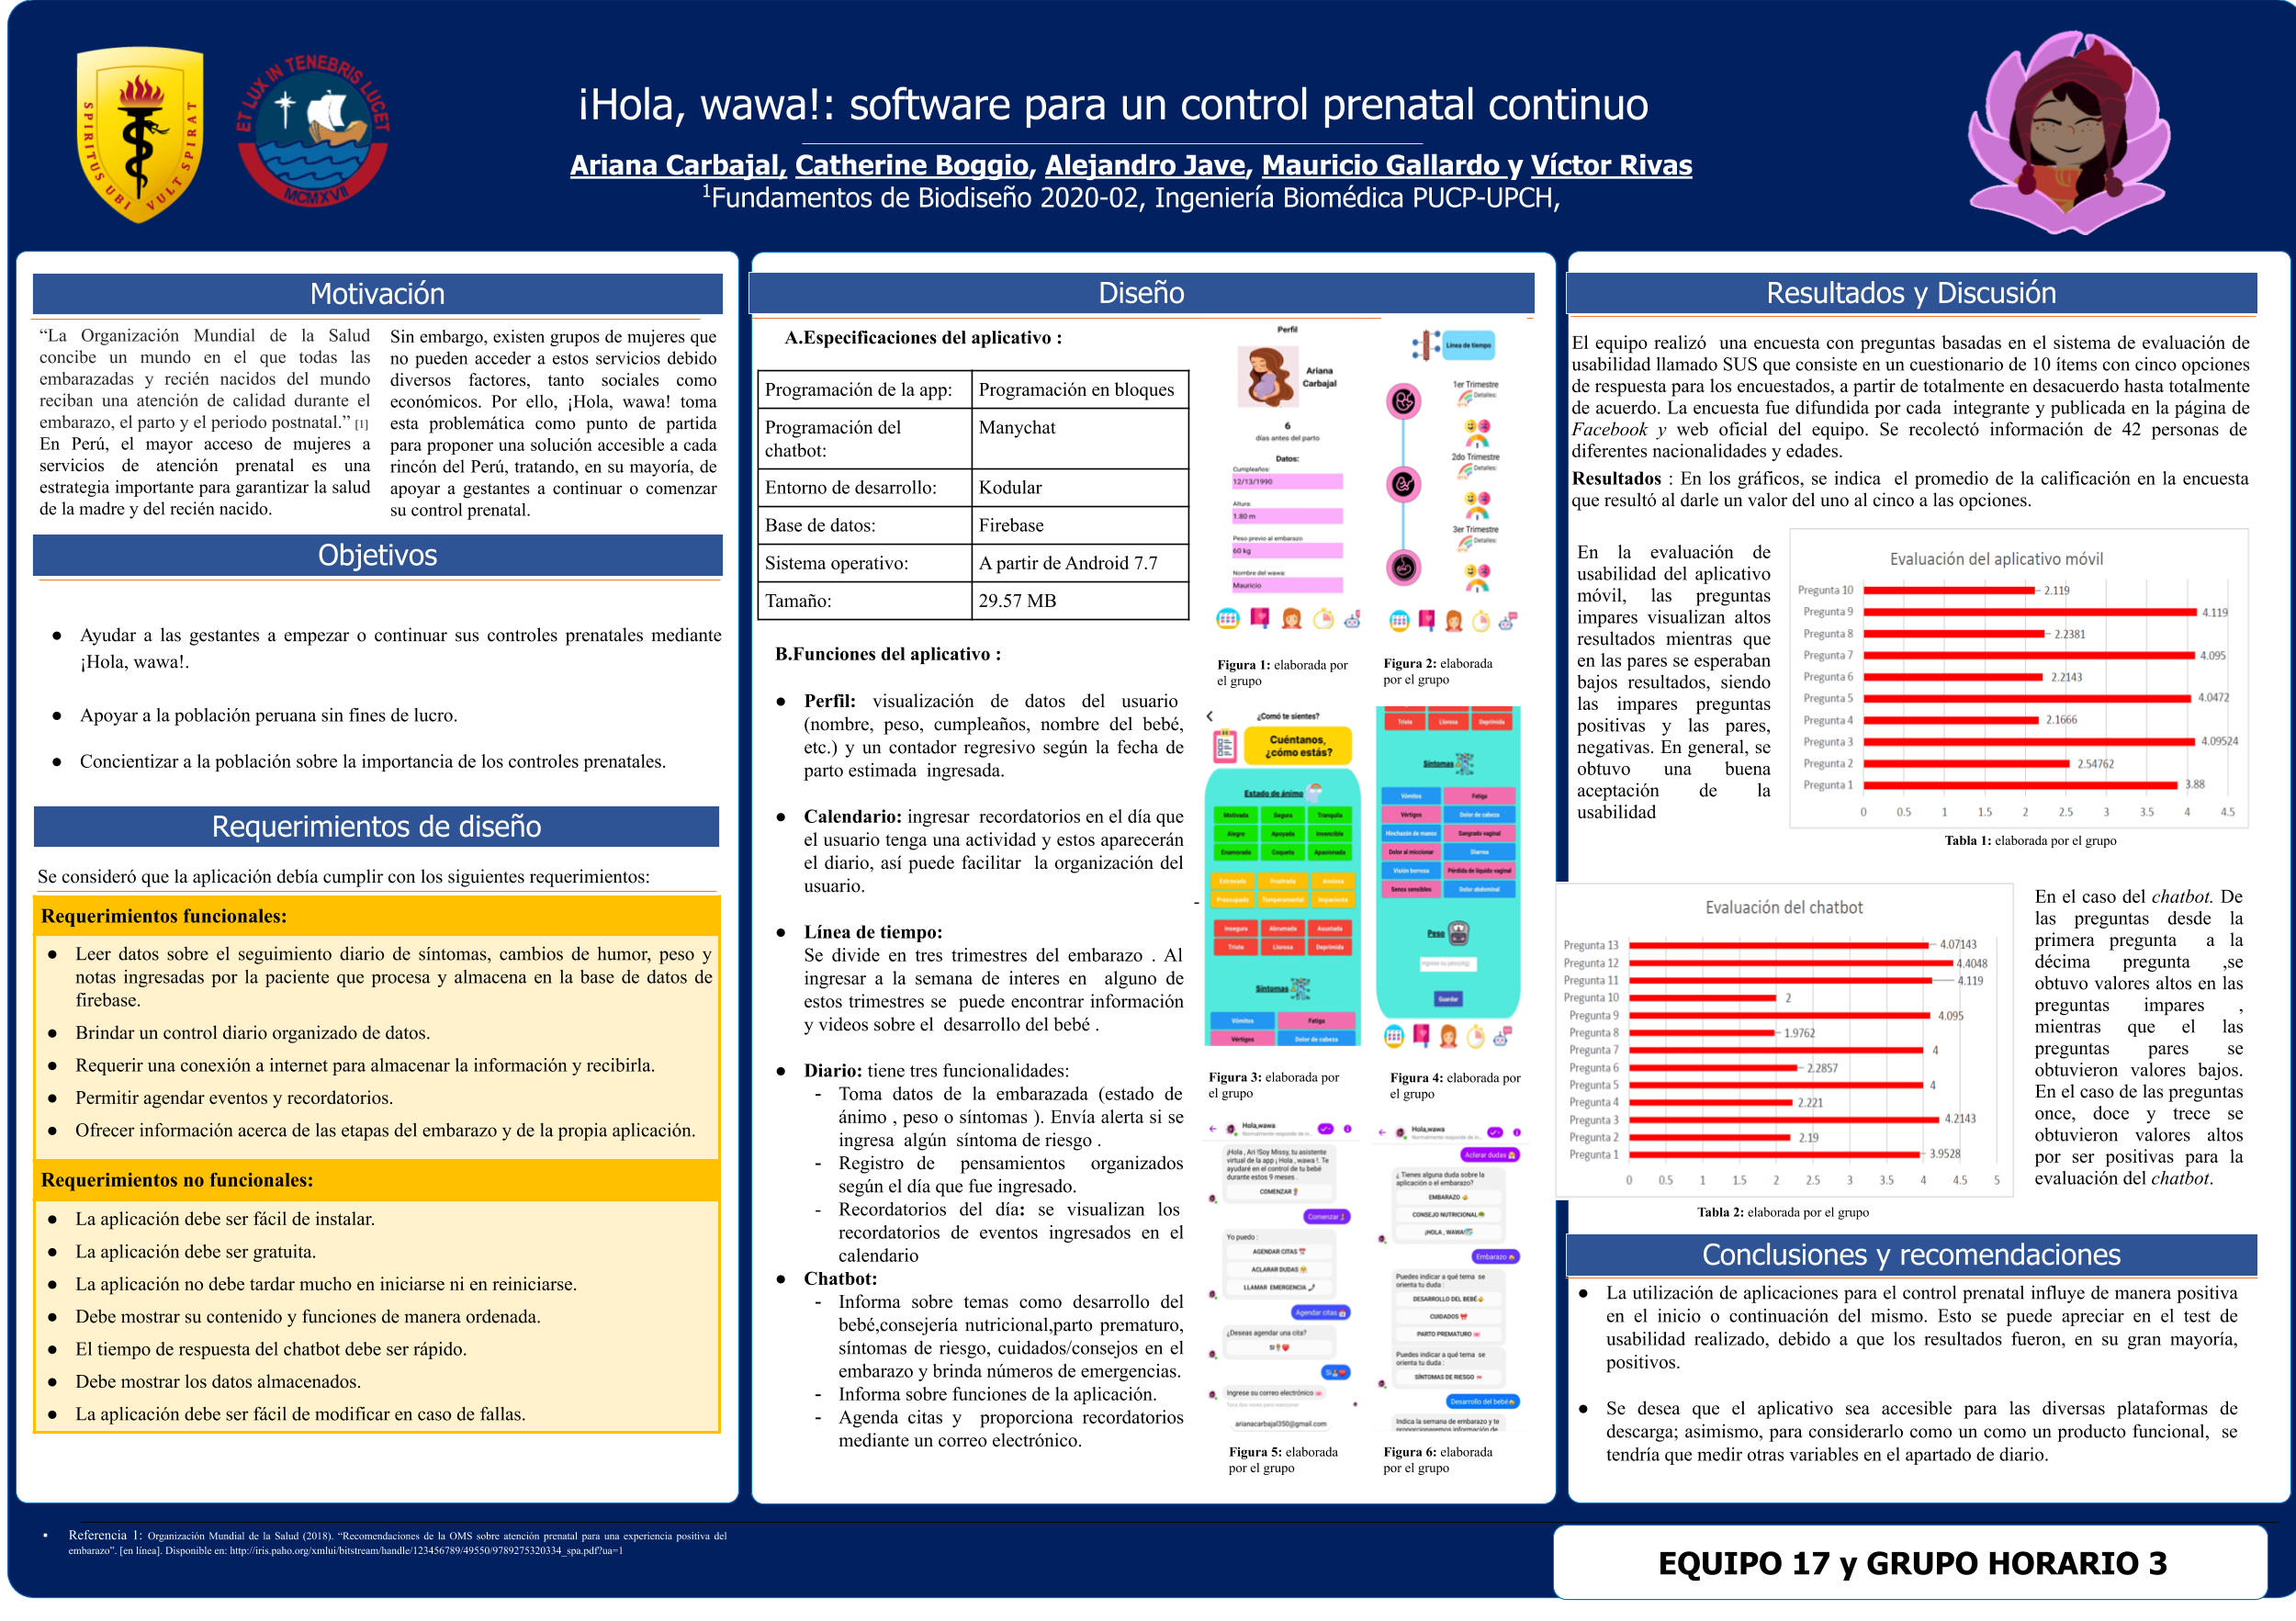 SPIRITUS UBI VULT SPIRAT
ET LUX IN TENEBRIS LUCET
MCMXVII
¡Hola, wawa!: software para un control prenatal continuo
Ariana Carbajal, Catherine Boggio, Alejandro Jave, Mauricio Gallardo y Víctor Rivas
1Fundamentos de Biodiseño 2020-02, Ingeniería Biomédica PUCP-UPCH,
Motivación
“La Organización Mundial de la Salud
concibe un mundo en el que todas las
embarazadas y recién nacidos del mundo
reciban una atención de calidad durante el
embarazo, el parto y el periodo postnatal.” [1]
En Perú, el mayor acceso de mujeres a
servicios de atención prenatal es una
estrategia importante para garantizar la salud
de la madre y del recién nacido.
Sin embargo, existen grupos de mujeres que
no pueden acceder a estos servicios debido
diversos factores, tanto sociales como
económicos. Por ello, ¡Hola, wawa! toma
esta problemática como punto de partida
para proponer una solución accesible a cada
rincón del Perú, tratando, en su mayoría, de
apoyar a gestantes a continuar o comenzar
su control prenatal.
Objetivos
● Ayudar a las gestantes a empezar o continuar sus controles prenatales mediante
¡Hola, wawa!.
● Apoyar a la población peruana sin fines de lucro.
● Concientizar a la población sobre la importancia de los controles prenatales.
Requerimientos de diseño
Se consideró que la aplicación debía cumplir con los siguientes requerimientos:
Requerimientos funcionales:
● Leer datos sobre el seguimiento diario de síntomas, cambios de humor, peso y
notas ingresadas por la paciente que procesa y almacena en la base de datos de
firebase.
● Brindar un control diario organizado de datos.
● Requerir una conexión a internet para almacenar la información y recibirla.
● Permitir agendar eventos y recordatorios.
● Ofrecer información acerca de las etapas del embarazo y de la propia aplicación.
Requerimientos no funcionales:
● La aplicación debe ser fácil de instalar.
● La aplicación debe ser gratuita.
● La aplicación no debe tardar mucho en iniciarse ni en reiniciarse.
● Debe mostrar su contenido y funciones de manera ordenada.
● El tiempo de respuesta del chatbot debe ser rápido.
● Debe mostrar los datos almacenados.
● La aplicación debe ser fácil de modificar en caso de fallas.
Diseño
A.Especificaciones del aplicativo :
Programación de la app: Programación en bloques
Programación del Manychat
chatbot:
Entorno de desarrollo: Kodular
Base de datos: Firebase
Sistema operativo: A partir de Android 7.7
Tamaño: 29.57 MB
B.Funciones del aplicativo :
● Perfil: visualización de datos del usuario
(nombre, peso, cumpleaños, nombre del bebé,
etc.) y un contador regresivo según la fecha de
parto estimada ingresada.
● Calendario: ingresar recordatorios en el día que
el usuario tenga una actividad y estos aparecerán
el diario, así puede facilitar la organización del
usuario.
● Línea de tiempo:
Se divide en tres trimestres del embarazo . Al
ingresar a la semana de interes en alguno de
estos trimestres se puede encontrar información
y videos sobre el desarrollo del bebé .
● Diario: tiene tres funcionalidades:
- Toma datos de la embarazada (estado de
ánimo , peso o síntomas ). Envía alerta si se
ingresa algún síntoma de riesgo .
- Registro de pensamientos organizados
según el día que fue ingresado.
- Recordatorios del día: se visualizan los
recordatorios de eventos ingresados en el
calendario
● Chatbot:
- Informa sobre temas como desarrollo del
bebé,consejería nutricional,parto prematuro,
síntomas de riesgo, cuidados/consejos en el
embarazo y brinda números de emergencias.
- Informa sobre funciones de la aplicación.
- Agenda citas y proporciona recordatorios
mediante un correo electrónico.
Perfil
Ariana
Carbajal
6
días antes del parto
Datos:
Cumpleaños:
12/13/1990
Altura:
1.80 m
Peso previo al embarazo
60 kg
Nombre del wawa:
Mauricio
Figura 1: elaborada por
el grupo
Línea de tiempo
1er Trimestre
Detalles:
2do Trimestre
Detalles:
3er Trimestre
Detalles:
Figura 2: elaborada
por el grupo
¿Comó te sientes?
Cuéntanos,
¿cómo estás?
Estado de ánimo
Motivada Segura Tranquila
Alegre Apoyada Invencible
Enamorada Coqueta Apasionada
Estresada Frustrada Ansiosa
Preocupada Temperamental Impaciente
Insegura Abrumada Asustada
Triste Llorosa Deprimida
Síntomas
Vómitos Fatiga
Vértigos Dolor de cabeza
Figura 3: elaborada por
el grupo
Triste Llorosa Deprimida
Síntomas
Vómitos Fatiga
Vértigos Dolor de cabeza
Hinchazón de manos Sangrado vaginal
Dolor al miccionar Diarrea
Visión borrosa Pérdida de líquido vaginal
Senos sensibles Dolor abdominal
Peso
Ingrese su peso(kg)
Guardar
Figura 4: elaborada por
el grupo
Hola,wawa
Normalmente responde de in...
¡Hola , Ari !Soy Missy, tu asistente
virtual de la app ¡ Hola , wawa !. Te
ayudaré en el control de tu bebé
durante estos 9 meses .
COMENZAR
Comenzar
Yo puedo :
AGENDAR CITAS
ACLARAR DUDAS
LLAMAR EMERGENCIA
Agendar citas
¿Deseas agendar una cita?
SI
Si
Ingrese su correo electrónico
Toca dos veces para reaccionar
arianacarbajal350@gmail.com
Figura 5: elaborada
por el grupo
Hola,wawa
Normalmente responde de in...
Aclarar dudas
¿ Tienes alguna duda sobre la
aplicación o el embarazo?
EMBARAZO
CONSEJO NUTRICIONAL
¡HOLA , WAWA!
Embarazo
Puedes indicar a qué tema se
orienta tu duda :
DESARROLLO DEL BEBÉ
CUIDADOS
PARTO PREMATURO
Puedes indicar a qué tema se
orienta tu duda :
SÍNTOMAS DE RIESGO
Desarrollo del bebé
Indica la semana de embarazo y te
proporcionaremos información de
Figura 6: elaborada
por el grupo
Resultados y Discusión
El equipo realizó una encuesta con preguntas basadas en el sistema de evaluación de
usabilidad llamado SUS que consiste en un cuestionario de 10 ítems con cinco opciones
de respuesta para los encuestados, a partir de totalmente en desacuerdo hasta totalmente
de acuerdo. La encuesta fue difundida por cada integrante y publicada en la página de
Facebook y web oficial del equipo. Se recolectó información de 42 personas de
diferentes nacionalidades y edades.
Resultados : En los gráficos, se indica el promedio de la calificación en la encuesta
que resultó al darle un valor del uno al cinco a las opciones.
En la evaluación de
usabilidad del aplicativo
móvil, las preguntas
impares visualizan altos
resultados mientras que
en las pares se esperaban
bajos resultados, siendo
las impares preguntas
positivas y las pares,
negativas. En general, se
obtuvo una buena
aceptación de la
usabilidad
Evaluación del aplicativo móvil
Pregunta 10 2.119
Pregunta 9 4.119
Pregunta 8 2.2381
Pregunta 7 4.095
Pregunta 6 2.2143
Pregunta 5 4.0472
Pregunta 4 2.1666
Pregunta 3 4.09524
Pregunta 2 2.54762
Pregunta 1 3.88
0 0.5 1 1.5 2 2.5 3 3.5 4 4.5
Tabla 1: elaborada por el grupo
Evaluación del chatbot
Pregunta 13 4.07143
Pregunta 12 4.4048
Pregunta 11 4.119
Pregunta 10 2
Pregunta 9 4.095
Pregunta 8 1.9762
Pregunta 7 4
Pregunta 6 2.2857
Pregunta 5 4
Pregunta 4 2.221
Pregunta 3 4.2143
Pregunta 2 2.19
Pregunta 1 3.9528
0 0.5 1 1.5 2 2.5 3 3.5 4 4.5 5
Tabla 2: elaborada por el grupo
En el caso del chatbot. De
las preguntas desde la
primera pregunta a la
décima pregunta ,se
obtuvo valores altos en las
preguntas impares ,
mientras que el las
preguntas pares se
obtuvieron valores bajos.
En el caso de las preguntas
once, doce y trece se
obtuvieron valores altos
por ser positivas para la
evaluación del chatbot.
Conclusiones y recomendaciones
● La utilización de aplicaciones para el control prenatal influye de manera positiva
en el inicio o continuación del mismo. Esto se puede apreciar en el test de
usabilidad realizado, debido a que los resultados fueron, en su gran mayoría,
positivos.
● Se desea que el aplicativo sea accesible para las diversas plataformas de
descarga; asimismo, para considerarlo como un como un producto funcional, se
tendría que medir otras variables en el apartado de diario.
• Referencia 1: Organización Mundial de la Salud (2018). “Recomendaciones de la OMS sobre atención prenatal para una experiencia positiva del
embarazo”. [en línea]. Disponible en: http://iris.paho.org/xmlui/bitstream/handle/123456789/49550/9789275320334_spa.pdf?ua=1
EQUIPO 17 y GRUPO HORARIO 3